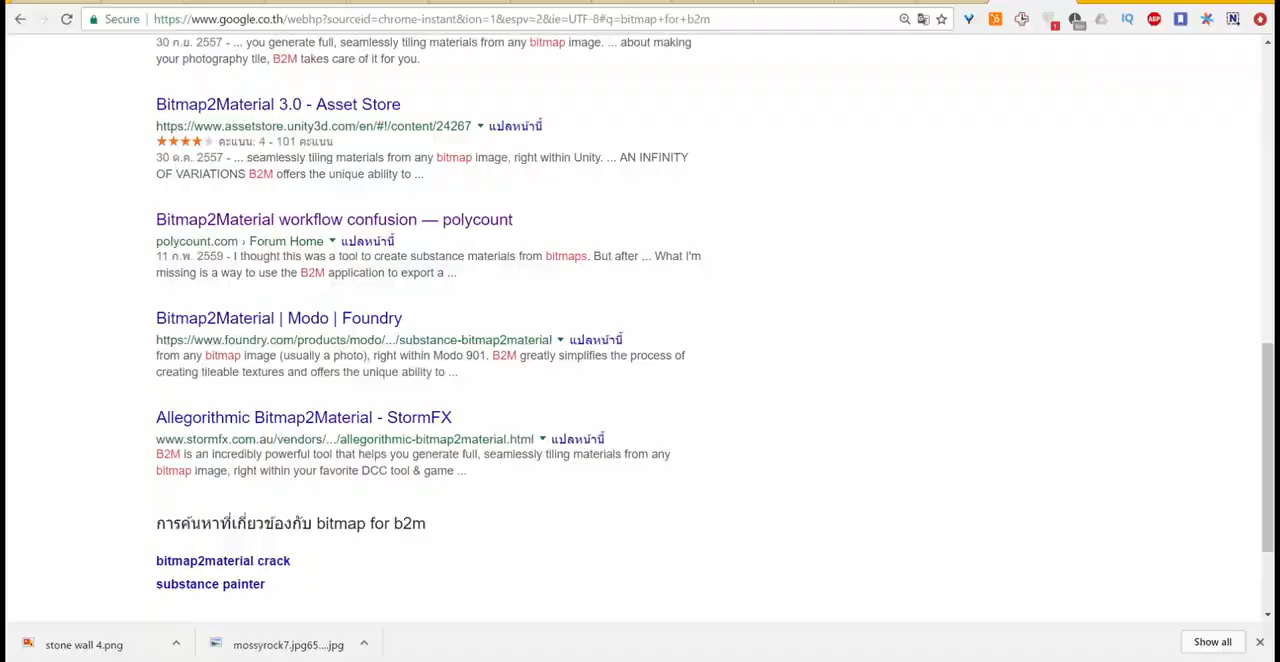 Secure https://www.google.co.th/webhp?sourceid=chrome-instant&ion=1&espv=2&ie=UTF-8#q=bitmap+for+b2m
30 ก.ย. 2557 - ... you generate full, seamlessly tiling materials from any bitmap image. ... about making
your photography tile, B2M takes care of it for you.
Bitmap2Material 3.0 - Asset Store
https://www.assetstore.unity3d.com/en/#!/content/24267 แปลหน้านี้
คะแนน: 4 - 101 คะแนน
30 ต.ค. 2557 - ... seamlessly tiling materials from any bitmap image, right within Unity. ... AN INFINITY
OF VARIATIONS B2M offers the unique ability to ...
Bitmap2Material workflow confusion — polycount
polycount.com › Forum Home แปลหน้านี้
11 ก.พ. 2559 - I thought this was a tool to create substance materials from bitmaps. But after ... What I'm
missing is a way to use the B2M application to export a ...
Bitmap2Material | Modo | Foundry
https://www.foundry.com/products/modo/.../substance-bitmap2material แปลหน้านี้
from any bitmap image (usually a photo), right within Modo 901. B2M greatly simplifies the process of
creating tileable textures and offers the unique ability to ...
Allegorithmic Bitmap2Material - StormFX
www.stormfx.com.au/vendors/.../allegorithmic-bitmap2material.html แปลหน้านี้
B2M is an incredibly powerful tool that helps you generate full, seamlessly tiling materials from any
bitmap image, right within your favorite DCC tool & game ...
การค้นหาที่เกี่ยวข้องกับ bitmap for b2m
bitmap2material crack
substance painter
stone wall 4.png
mossyrock7.jpg65....jpg
Show all